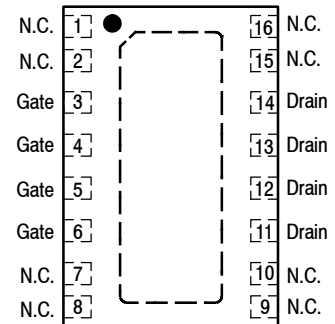 N.C. 1 16 N.C.
N.C. 2 15 N.C.
Gate 3 14 Drain
Gate 4 13 Drain
Gate 5 12 Drain
Gate 6 11 Drain
N.C. 7 10 N.C.
N.C. 8 9 N.C.